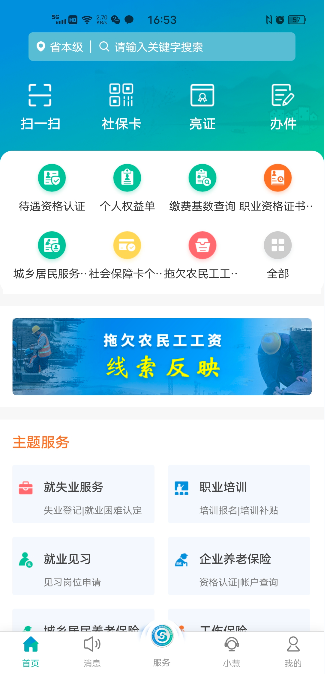 16:53
省本级
请输入关键字搜索
扫一扫
社保卡
亮证
办件
待遇资格认证
个人权益单
缴费基数查询
职业资格证书···
城乡居民服务···
社会保障卡个···
拖欠农民工工···
全部
拖欠农民工工资
线索反映
主题服务
就失业服务
失业登记|就业困难认定
职业培训
培训报名|培训补贴
就业见习
见习岗位申请
企业养老保险
资格认证|帐户查询
城乡居民养老保险
工伤保险
首页
消息
服务
小慧
我的